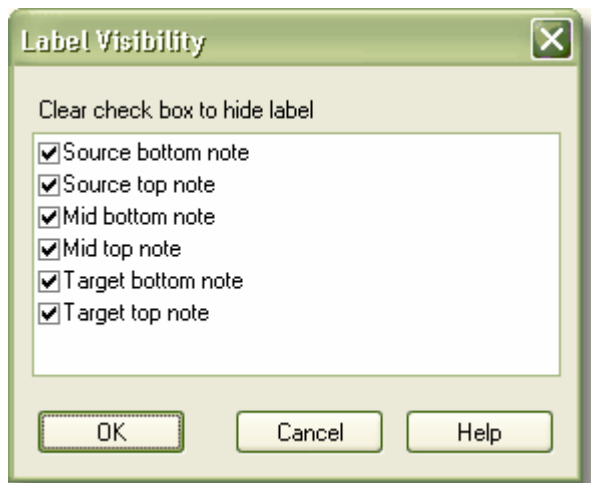 Label Visibility
Clear check box to hide label
Source bottom note
Source top note
Mid bottom note
Mid top note
Target bottom note
Target top note
OK Cancel Help